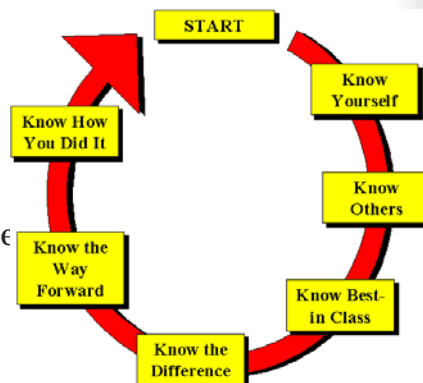 START
Know
Yourself
Know
Others
Know Best-
in Class
Know the
Difference
Know the
Way
Forward
Know How
You Did It
e